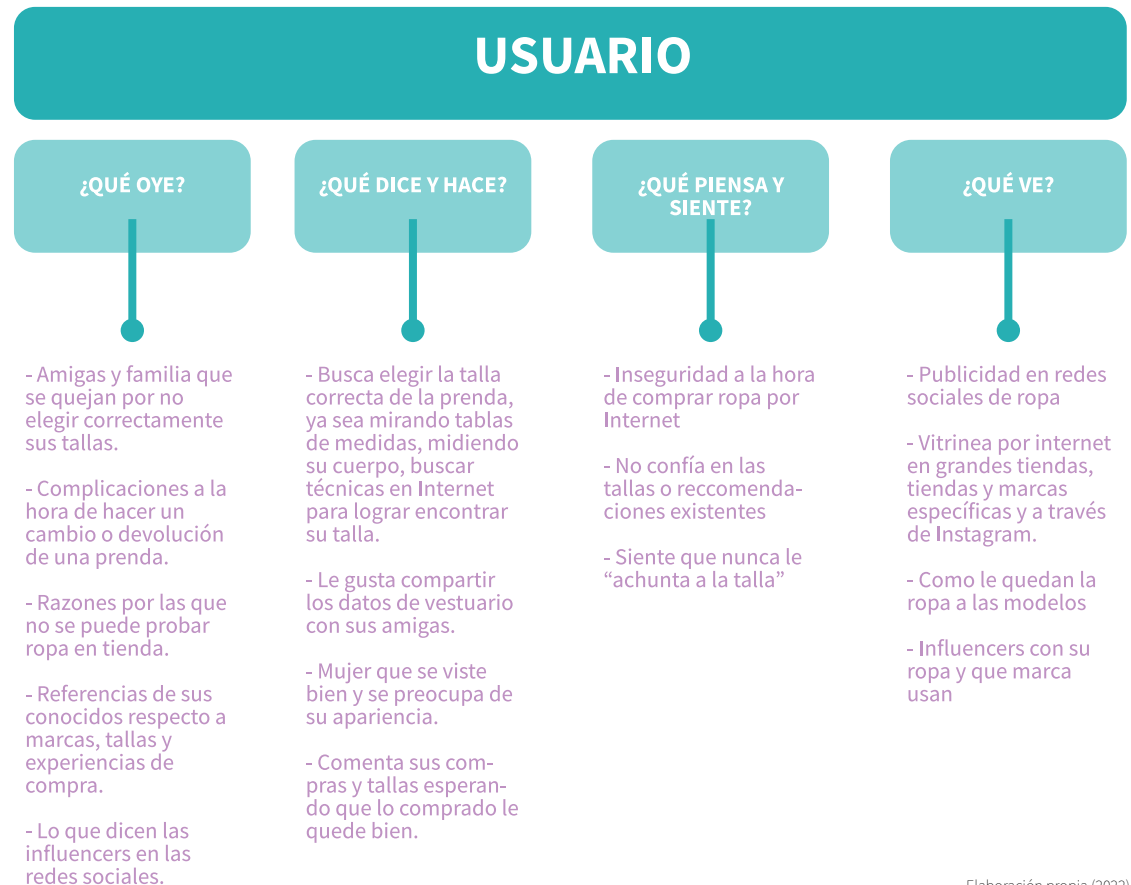 USUARIO
¿QUÉ OYE?
- Amigas y familia que
se quejan por no
elegir correctamente
sus tallas.
- Complicaciones a la
hora de hacer un
cambio o devolución
de una prenda.
- Razones por las que
no se puede probar
ropa en tienda.
- Referencias de sus
conocidos respecto a
marcas, tallas y
experiencias de
compra.
- Lo que dicen las
influencers en las
redes sociales.
¿QUÉ DICE Y HACE?
- Busca elegir la talla
correcta de la prenda,
ya sea mirando tablas
de medidas, midiendo
su cuerpo, buscar
técnicas en Internet
para lograr encontrar
su talla.
- Le gusta compartir
los datos de vestuario
con sus amigas.
- Mujer que se viste
bien y se preocupa de
su apariencia.
- Comenta sus com-
pras y tallas esperan-
do que lo comprado le
quede bien.
¿QUÉ PIENSA Y
SIENTE?
- Inseguridad a la hora
de comprar ropa por
Internet
- No confía en las
tallas o reccomenda-
ciones existentes
- Siente que nunca le
“achunta a la talla”
¿QUÉ VE?
- Publicidad en redes
sociales de ropa
- Vitrinea por internet
en grandes tiendas,
tiendas y marcas
específicas y a través
de Instagram.
- Como le quedan la
ropa a las modelos
- Influencers con su
ropa y que marca
usan
Elaboración propia